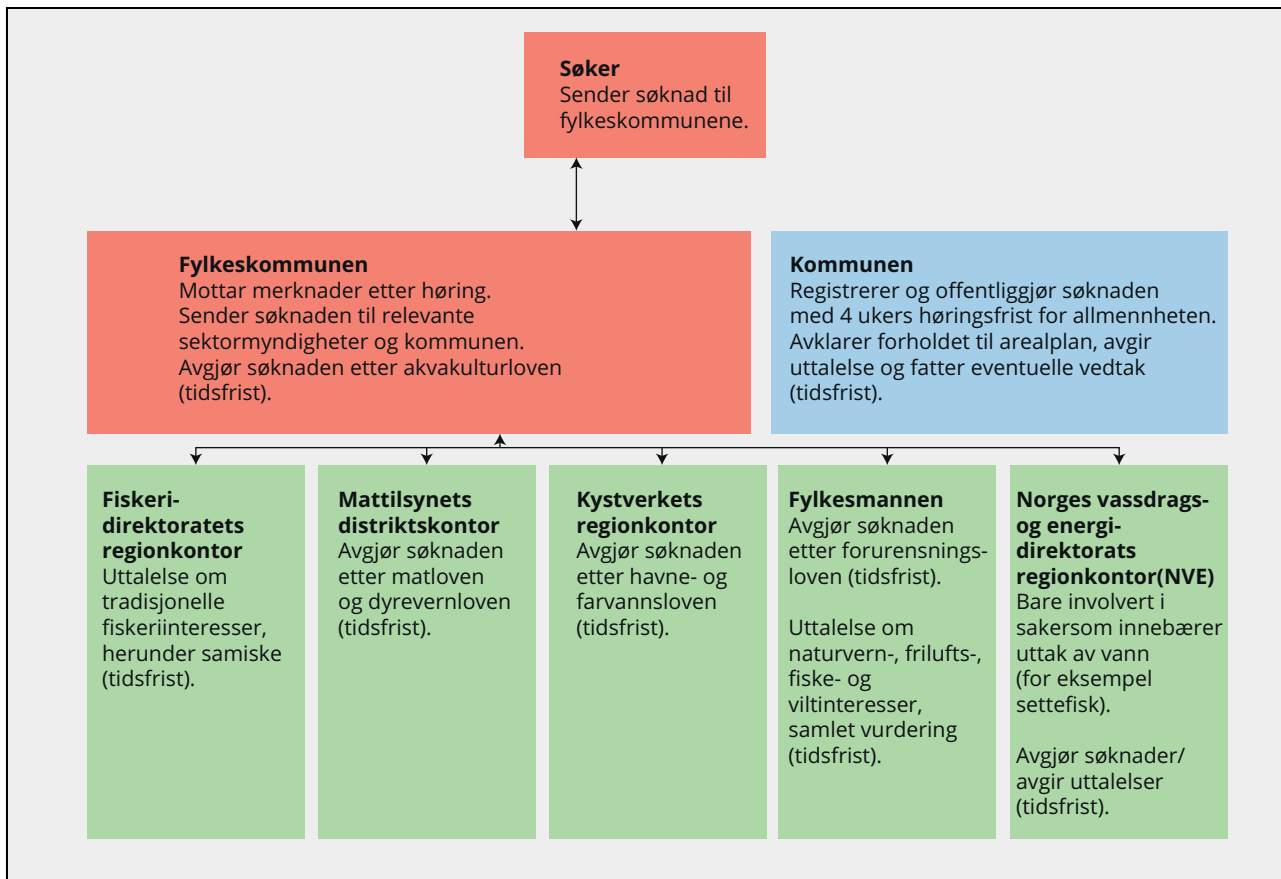 Søker
Sender søknad til
fylkeskommunene.
Fylkeskommunen
Mottar merknader etter høring.
Sender søknaden til relevante
sektormyndigheter og kommunen.
Avgjør søknaden etter akvakulturloven
(tidsfrist).
Kommunen
Registrerer og offentliggjør søknaden
med 4 ukers høringsfrist for allmennheten.
Avklarer forholdet til arealplan, avgir
uttalelse og fatter eventuelle vedtak
(tidsfrist).
Fiskeri-
direktoratets
regionkontor
Uttalelse om
tradisjonelle
fiskeriinteresser,
herunder samiske
(tidsfrist).
Mattilsynets
distriktskontor
Avgjør søknaden
etter matloven
og dyrevernloven
(tidsfrist).
Kystverkets
regionkontor
Avgjør søknaden
etter havne- og
farvannsloven
(tidsfrist).
Fylkesmannen
Avgjør søknaden
etter forurensnings-
loven (tidsfrist).
Uttalelse om
naturvern-, frilufts-,
fiske- og
viltinteresser,
samlet vurdering
(tidsfrist).
Norges vassdrags-
og energi-
direktorats
regionkontor(NVE)
Bare involvert i
sakersom innebærer
uttak av vann
(for eksempel
settefisk).
Avgjør søknader/
avgir uttalelser
(tidsfrist).